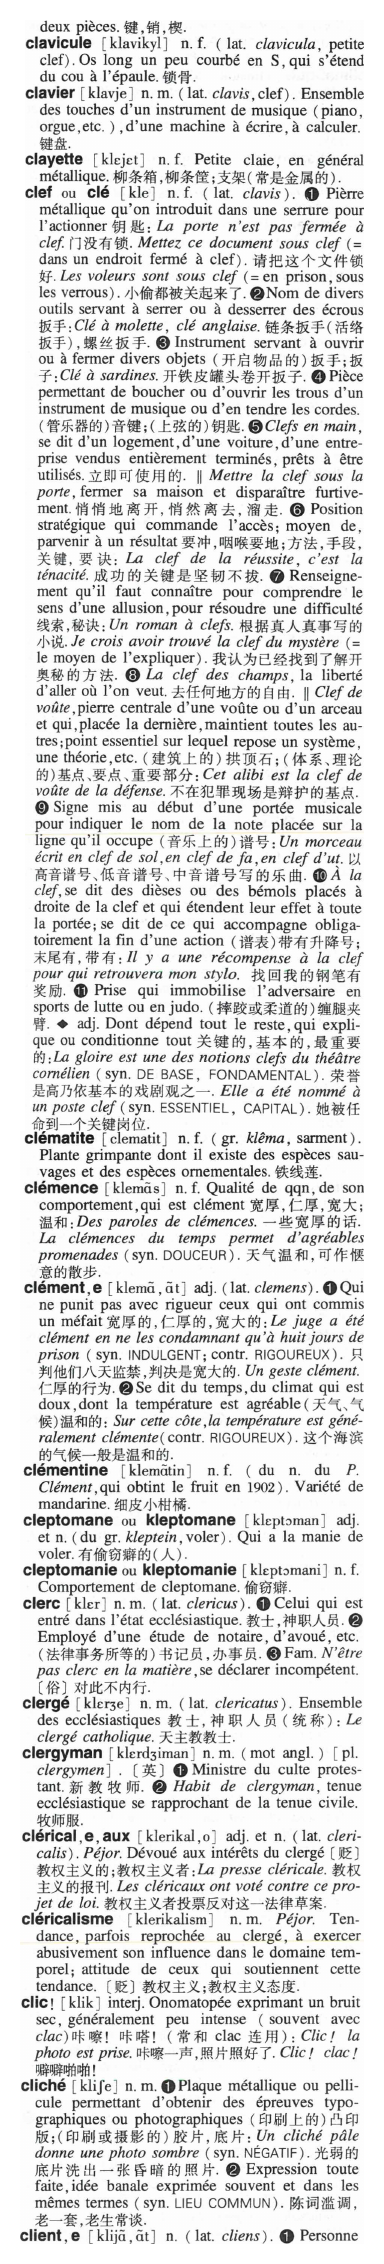 deux pièces. 键,销,楔.
clavicule [klavikyl] n. f. ( lat. clavicula, petite
clef). Os long un peu courbé en S, qui s'étend
du cou à l'épaule. 锁骨.
clavier [klavje] n. m. ( lat. clavis, clef). Ensemble
des touches d'un instrument de musique (piano,
orgue, etc. ), d'une machine à écrire, à calculer.
键盘.
clayette [klɛjɛt] n. f. Petite claie, en général
métallique. 柳条箱,柳条筐;支架(常是金属的).
clef ou clé [kle] n. f. ( lat. clavis). ❶ Pièrre
métallique qu'on introduit dans une serrure pour
l'actionner 钥匙: La porte n'est pas fermée à
clef. 门没有锁. Mettez ce document sous clef (=
dans un endroit fermé à clef). 请把这个文件锁
好. Les voleurs sont sous clef (= en prison, sous
les verrous). 小偷都被关起来了. ❷ Nom de divers
outils servant à serrer ou à desserrer des écrous
扳手: Clé à molette, clé anglaise. 链条扳手(活络
扳手),螺丝扳手. ❸ Instrument servant à ouvrir
ou à fermer divers objets (开启物品的)扳手;扳
子: Clé à sardines. 开铁皮罐头卷开扳子. ❹ Pièce
permettant de boucher ou d'ouvrir les trous d'un
instrument de musique ou d'en tendre les cordes.
(管乐器的)音键;(上弦的)钥匙. ❺ Clefs en main,
se dit d'un logement, d'une voiture, d'une entre-
prise vendus entièrement terminés, prêts à être
utilisés. 立即可使用的. ‖ Mettre la clef sous la
porte, fermer sa maison et disparaître furtive-
ment. 悄悄地离开,悄然离去,溜走. ❻ Position
stratégique qui commande l'accès; moyen de,
parvenir à un résultat 要冲,咽喉要地;方法,手段,
关键,要诀: La clef de la réussite, c'est la
ténacité. 成功的关键是坚韧不拔. ❼ Renseigne-
ment qu'il faut connaître pour comprendre le
sens d'une allusion, pour résoudre une difficulté
线索,秘诀: Un roman à clefs. 根据真人真事写的
小说. Je crois avoir trouvé la clef du mystère (=
le moyen de l'expliquer). 我认为已经找到了解开
奥秘的方法. ❽ La clef des champs, la liberté
d'aller où l'on veut. 去任何地方的自由. ‖ Clef de
voûte, pierre centrale d'une voûte ou d'un arceau
et qui, placée la dernière, maintient toutes les au-
tres; point essentiel sur lequel repose un système,
une théorie, etc. (建筑上的)拱顶石;(体系、理论
的)基点、要点、重要部分: Cet alibi est la clef de
voûte de la défense. 不在犯罪现场是辩护的基点.
❾ Signe mis au début d'une portée musicale
pour indiquer le nom de la note placée sur la
ligne qu'il occupe (音乐上的)谱号: Un morceau
écrit en clef de sol, en clef de fa, en clef d'ut. 以
高音谱号、低音谱号、中音谱号写的乐曲. ❿ À la
clef, se dit des dièses ou des bémols placés à
droite de la clef et qui étendent leur effet à toute
la portée; se dit de ce qui accompagne obliga-
toirement la fin d'une action (谱表)带有升降号;
末尾有,带有: Il y a une récompense à la clef
pour qui retrouvera mon stylo. 找回我的钢笔有
奖励. ⓫ Prise qui immobilise l'adversaire en
sports de lutte ou en judo. (摔跤或柔道的)缠腿夹
臂. ◆ adj. Dont dépend tout le reste, qui expli-
que ou conditionne tout 关键的,基本的,最重要
的: La gloire est une des notions clefs du théâtre
cornélien (syn. DE BASE, FONDAMENTAL). 荣誉
是高乃依基本的戏剧观之一. Elle a été nommé à
un poste clef (syn. ESSENTIEL, CAPITAL). 她被任
命到一个关键岗位.
clématite [clematit] n. f. ( gr. klêma, sarment).
Plante grimpante dont il existe des espèces sau-
vages et des espèces ornementales. 铁线莲.
clémence [klemɑ̃s] n. f. Qualité de qqn, de son
comportement, qui est clément 宽厚,仁厚,宽大;
温和: Des paroles de clémences. 一些宽厚的话.
La clémences du temps permet d'agréables
promenades (syn. DOUCEUR). 天气温和,可作惬
意的散步.
clément, e [klemɑ̃, ɑ̃t] adj. (lat. clemens). ❶ Qui
ne punit pas avec rigueur ceux qui ont commis
un méfait 宽厚的,仁厚的,宽大的: Le juge a été
clément en ne les condamnant qu'à huit jours de
prison ( syn. INDULGENT; contr. RIGOUREUX). 只
判他们八天监禁,判决是宽大的. Un geste clément.
仁厚的行为. ❷ Se dit du temps, du climat qui est
doux, dont la température est agréable (天气、气
候)温和的: Sur cette côte, la température est géné-
ralement clémente (contr. RIGOUREUX). 这个海滨
的气候一般是温和的.
clémentine [klemɑ̃tin] n. f. ( du n. du P.
Clément, qui obtint le fruit en 1902). Variété de
mandarine. 细皮小柑橘.
cleptomane ou kleptomane [klɛptɔman] adj.
et n. (du gr. kleptein, voler). Qui a la manie de
voler. 有偷窃癖的(人).
cleptomanie ou kleptomanie [klɛptɔmani] n. f.
Comportement de cleptomane. 偷窃癖.
clerc [klɛr] n. m. (lat. clericus). ❶ Celui qui est
entré dans l'état ecclésiastique. 教士,神职人员. ❷
Employé d'une étude de notaire, d'avoué, etc.
(法律事务所等的)书记员,办事员. ❸ Fam. N'être
pas clerc en la matière, se déclarer incompétent.
〔俗〕对此不内行.
clergé [klɛrʒe] n. m. (lat. clericatus). Ensemble
des ecclésiastiques 教士,神职人员(统称): Le
clergé catholique. 天主教教士.
clergyman [klɛrdʒiman] n. m. (mot angl.) [pl.
clergymen]. 〔英〕 ❶ Ministre du culte protes-
tant. 新教牧师. ❷ Habit de clergyman, tenue
ecclésiastique se rapprochant de la tenue civile.
牧师服.
clérical, e, aux [klerikal, o] adj. et n. ( lat. cleri-
calis). Péjor. Dévoué aux intérêts du clergé〔贬〕
教权主义的;教权主义者: La presse cléricale. 教权
主义的报刊. Les cléricaux ont voté contre ce pro-
jet de loi. 教权主义者投票反对这一法律草案.
cléricalisme [klerikalism] n. m. Péjor. Ten-
dance, parfois reprochée au clergé, à exercer
abusivement son influence dans le domaine tem-
porel; attitude de ceux qui soutiennent cette
tendance. 〔贬〕教权主义;教权主义态度.
clic! [klik] interj. Onomatopée exprimant un bruit
sec, généralement peu intense ( souvent avec
clac) 咔嚓! 咔嗒! (常和 clac 连用): Clic! la
photo est prise. 咔嚓一声,照片照好了. Clic! clac!
噼噼啪啪!
cliché [kliʃe] n. m. ❶ Plaque métallique ou pelli-
cule permettant d'obtenir des épreuves typo-
graphiques ou photographiques (印刷上的)凸印
版;(印刷或摄影的)胶片,底片: Un cliché pâle
donne une photo sombre (syn. NÉGATIF). 光弱的
底片洗出一张昏暗的照片. ❷ Expression toute
faite, idée banale exprimée souvent et dans les
mêmes termes (syn. LIEU COMMUN). 陈词滥调,
老一套,老生常谈.
client, e [klijɑ̃, ɑ̃t] n. (lat. cliens). ❶ Personne